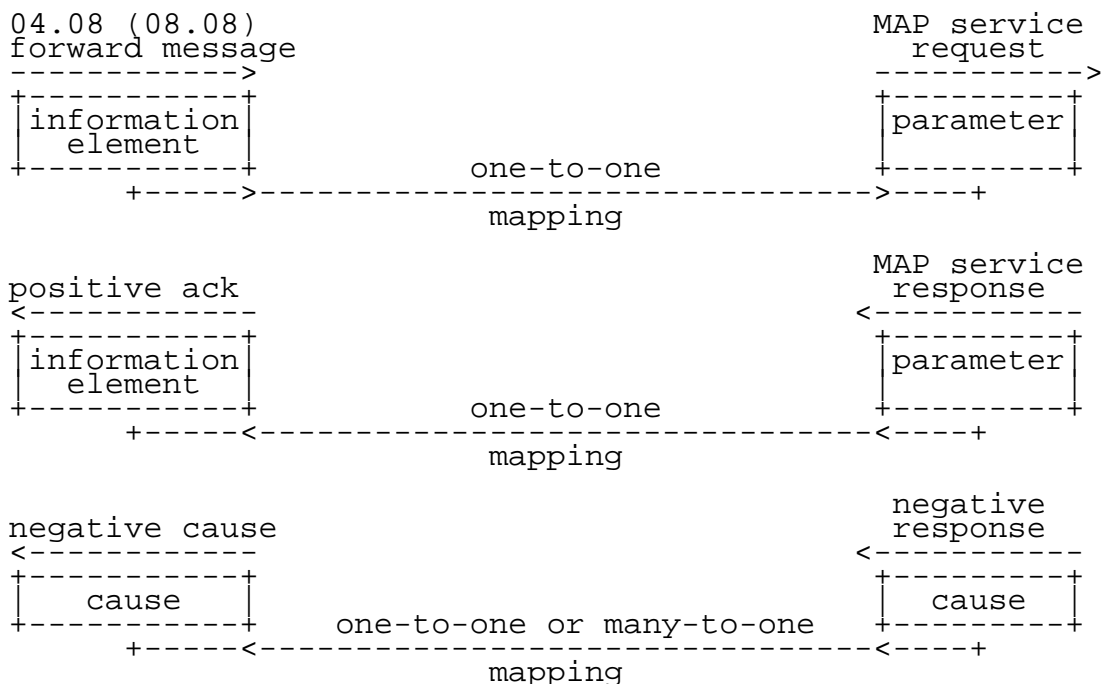 04.08 (08.08) MAP service
forward message request
------------> ----------->
+-----------+ +---------+
|information| |parameter|
| element | | |
+-----------+ one-to-one +---------+
+----->-------------------------------->----+
mapping
MAP service
positive ack response
<------------ <-----------
+-----------+ +---------+
|information| |parameter|
| element | | |
+-----------+ one-to-one +---------+
+-----<--------------------------------<----+
mapping
negative
negative cause response
<------------ <-----------
+-----------+ +---------+
| cause | | cause |
+-----------+ one-to-one or many-to-one +---------+
+-----<--------------------------------<----+
mapping